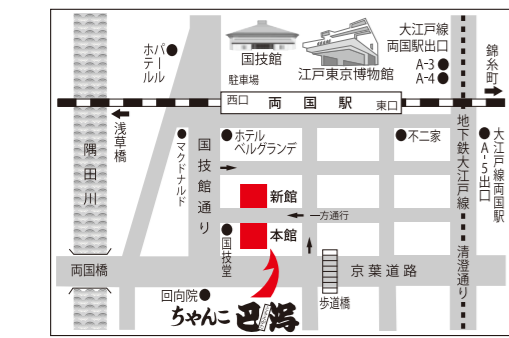 大江戸線
両国駅出口
A-3
A-4
錦糸町
国技館
江戸東京博物館
パールホテル
駐車場
西口
両国駅
東口
浅草橋
隅田川
マクドナルド
国技館通り
ホテル
ベルグランデ
不二家
地下鉄大江戸線
大江戸線両国駅
A-5出口
新館
一方通行
本館
国技堂
両国橋
京葉道路
清澄通り
歩道橋
回向院
ちゃんこ 巴潟